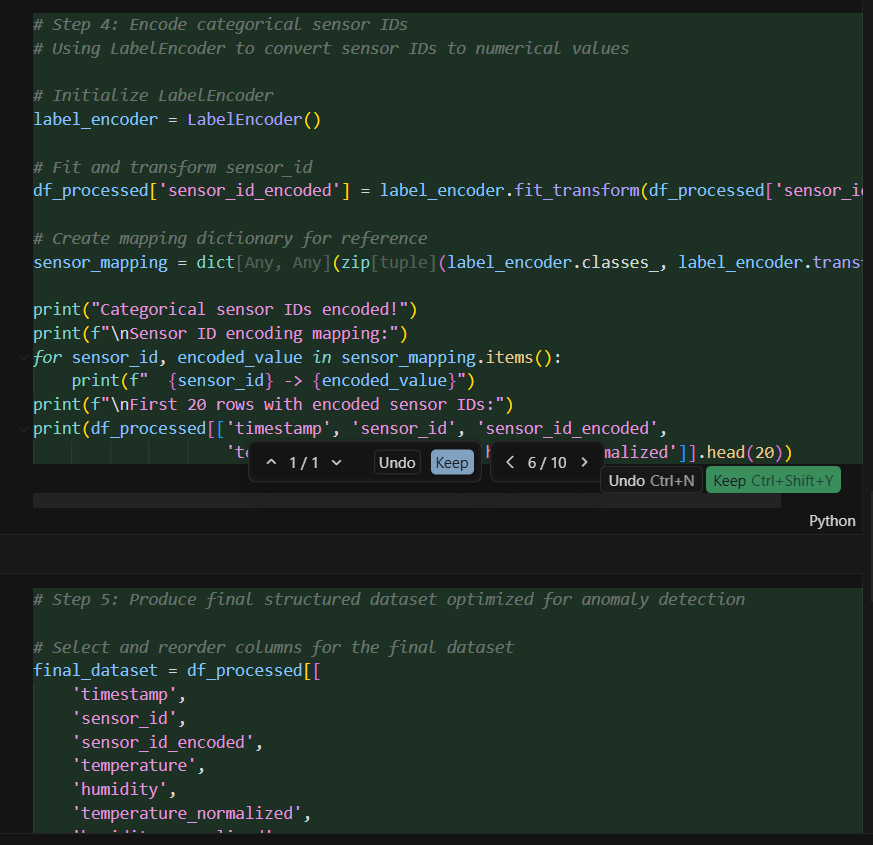 # Step 4: Encode categorical sensor IDs
# Using LabelEncoder to convert sensor IDs to numerical values
# Initialize LabelEncoder
label_encoder = LabelEncoder()
# Fit and transform sensor_id
df_processed['sensor_id_encoded'] = label_encoder.fit_transform(df_processed['sensor_i
# Create mapping dictionary for reference
sensor_mapping = dict[Any, Any](zip[tuple](label_encoder.classes_, label_encoder.trans
print("Categorical sensor IDs encoded!")
print(f"\nSensor ID encoding mapping:")
for sensor_id, encoded_value in sensor_mapping.items():
    print(f"  {sensor_id} -> {encoded_value}")
print(f"\nFirst 20 rows with encoded sensor IDs:")
print(df_processed[['timestamp', 'sensor_id', 'sensor_id_encoded',
malized']].head(20))
1 / 1 Undo Keep 6 / 10
Undo Ctrl+N Keep Ctrl+Shift+Y
Python
# Step 5: Produce final structured dataset optimized for anomaly detection
# Select and reorder columns for the final dataset
final_dataset = df_processed[[
    'timestamp',
    'sensor_id',
    'sensor_id_encoded',
    'temperature',
    'humidity',
    'temperature_normalized',